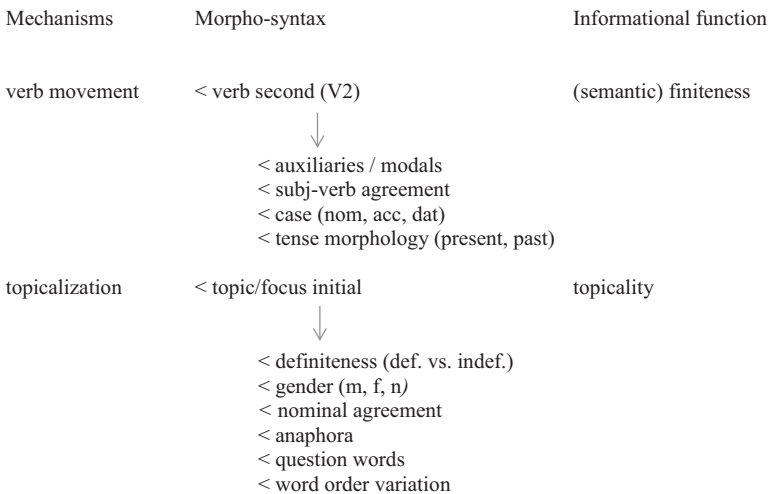 Mechanisms Morpho-syntax Informational function
verb movement < verb second (V2) (semantic) finiteness
< auxiliaries / modals
< subj-verb agreement
< case (nom, acc, dat)
< tense morphology (present, past)
topicalization < topic/focus initial topicality
< definiteness (def. vs. indef.)
< gender (m, f, n)
< nominal agreement
< anaphora
< question words
< word order variation